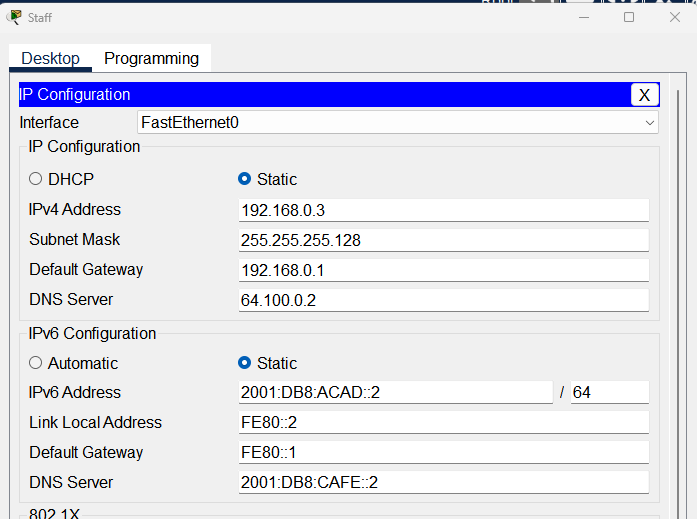 Staff
Desktop Programming
IP Configuration X
Interface FastEthernet0
IP Configuration
DHCP Static
IPv4 Address 192.168.0.3
Subnet Mask 255.255.255.128
Default Gateway 192.168.0.1
DNS Server 64.100.0.2
IPv6 Configuration
Automatic Static
IPv6 Address 2001:DB8:ACAD::2 / 64
Link Local Address FE80::2
Default Gateway FE80::1
DNS Server 2001:DB8:CAFE::2
802.1X